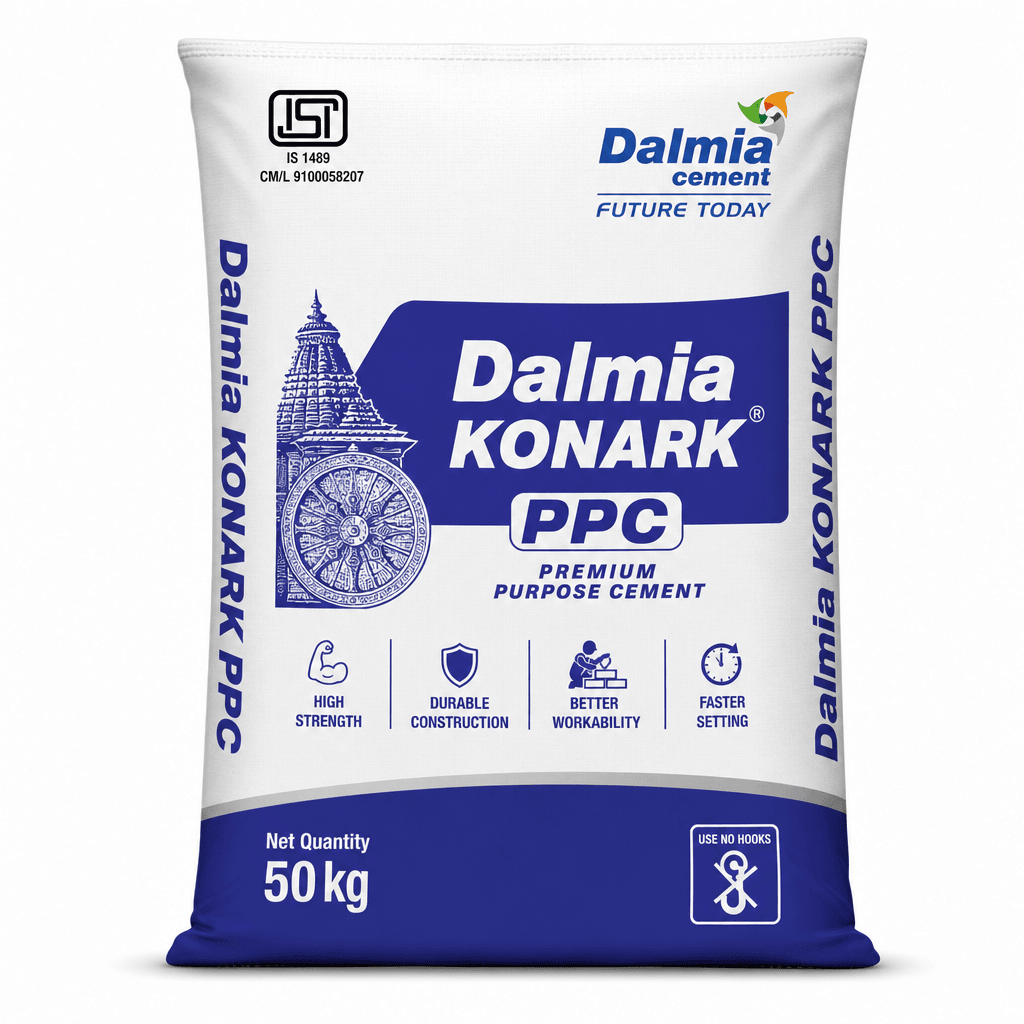 ISI
IS 1489
CM/L 9100058207
Dalmia
cement
FUTURE TODAY
Dalmia KONARK PPC
Dalmia
KONARK®
PPC
PREMIUM
PURPOSE CEMENT
HIGH
STRENGTH
DURABLE
CONSTRUCTION
BETTER
WORKABILITY
FASTER
SETTING
Dalmia KONARK PPC
Net Quantity
50 kg
USE NO HOOKS